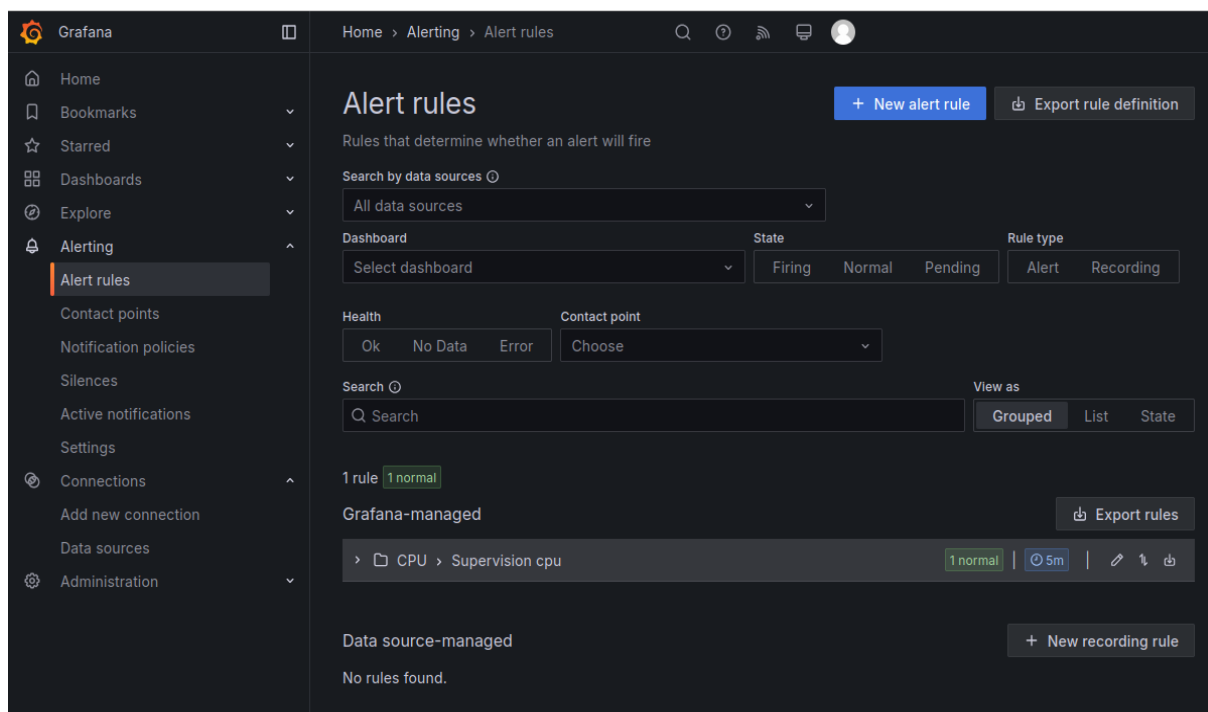 Grafana
Home
Bookmarks
Starred
Dashboards
Explore
Alerting
Alert rules
Contact points
Notification policies
Silences
Active notifications
Settings
Connections
Add new connection
Data sources
Administration
Home › Alerting › Alert rules
Alert rules
+ New alert rule
Export rule definition
Rules that determine whether an alert will fire
Search by data sources
All data sources
Dashboard State Rule type
Select dashboard Firing Normal Pending Alert Recording
Health Contact point
Ok No Data Error Choose
Search View as
Search Grouped List State
1 rule 1 normal
Grafana-managed Export rules
› CPU › Supervision cpu 1 normal | 5m |
Data source-managed + New recording rule
No rules found.